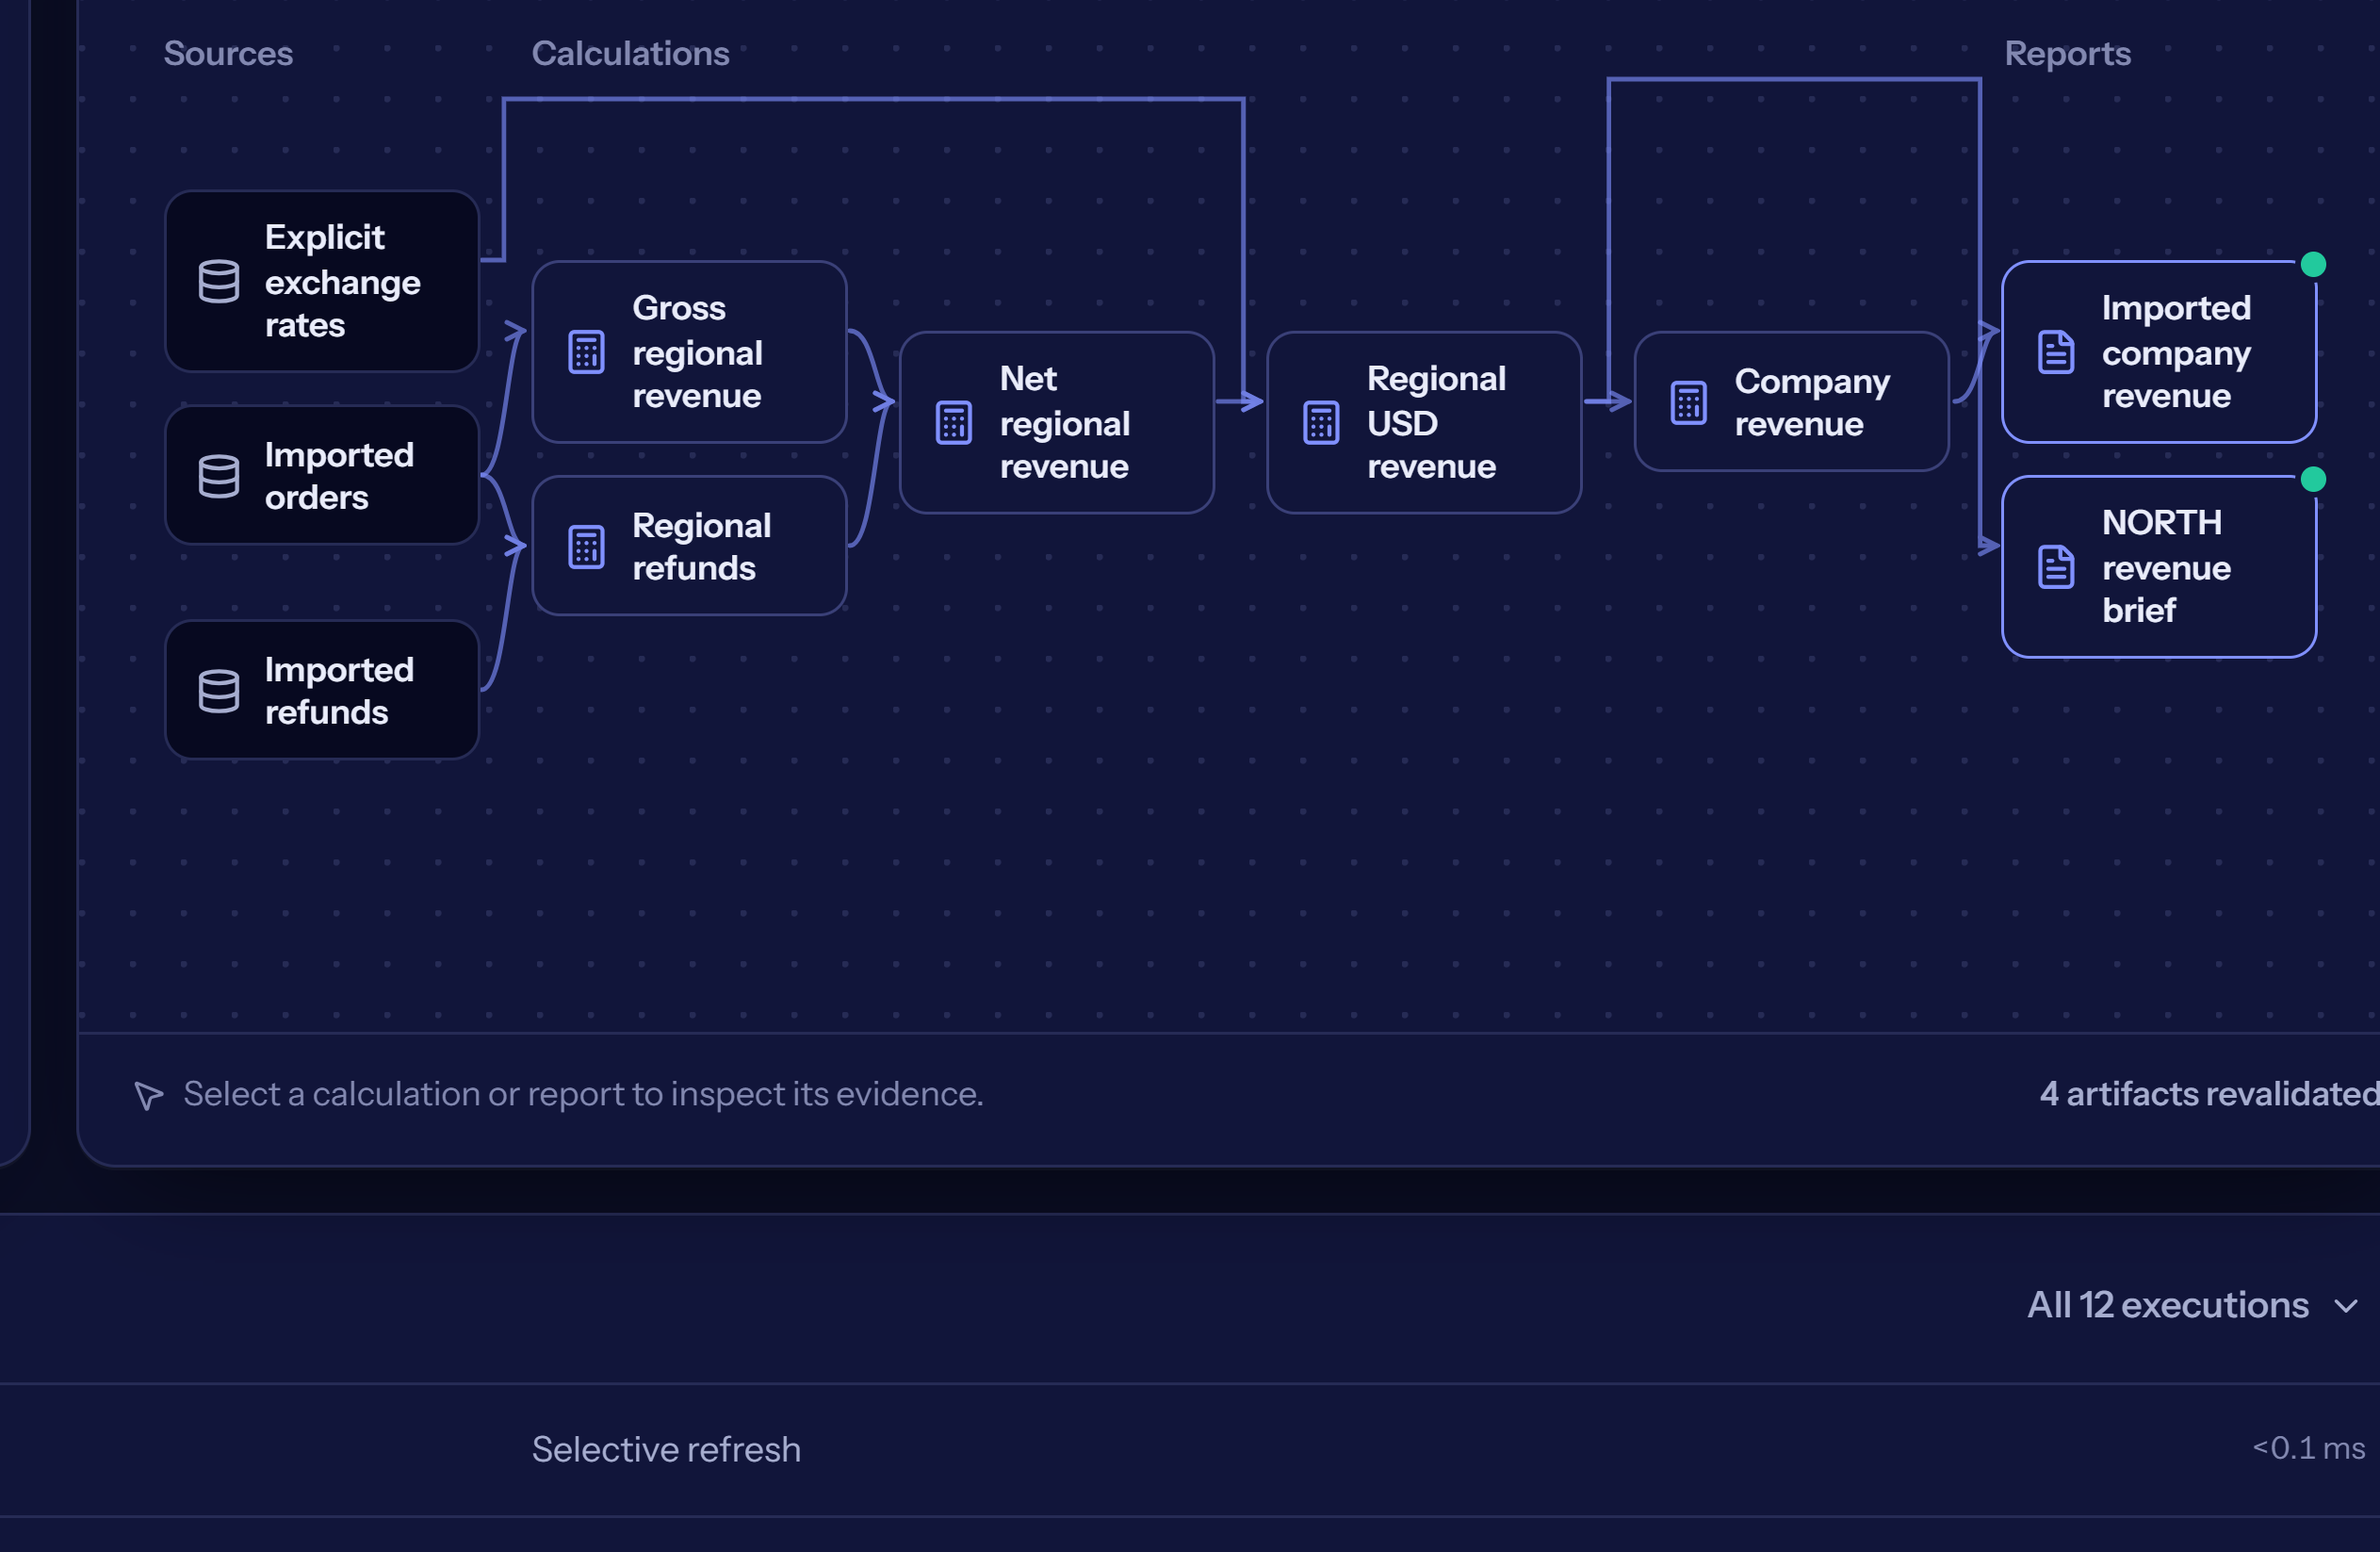 Sources
Calculations
Reports
Explicit
exchange
rates
Imported
orders
Imported
refunds
Gross
regional
revenue
Regional
refunds
Net
regional
revenue
Regional
USD
revenue
Company
revenue
Imported
company
revenue
NORTH
revenue
brief
Select a calculation or report to inspect its evidence.
4 artifacts revalidated
All 12 executions
Selective refresh
<0.1 ms